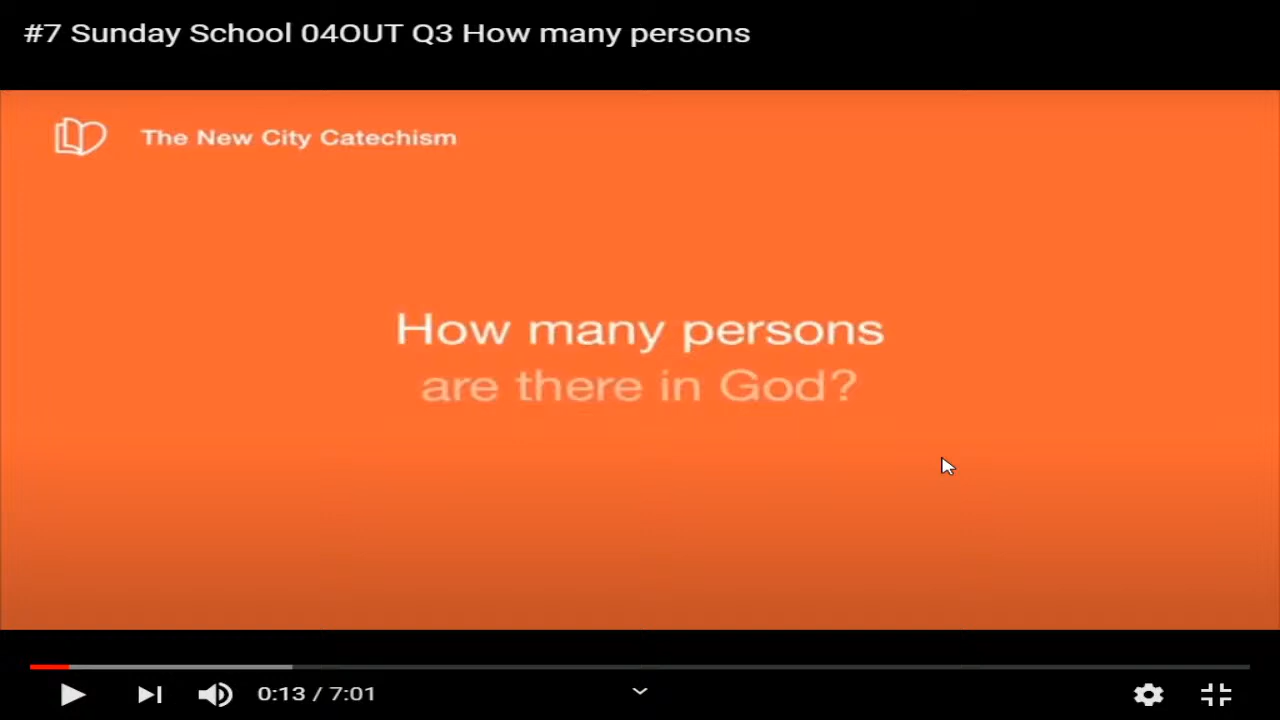 #7 Sunday School 04OUT Q3 How many persons
The New City Catechism
How many persons
are there in God?
0:13 / 7:01